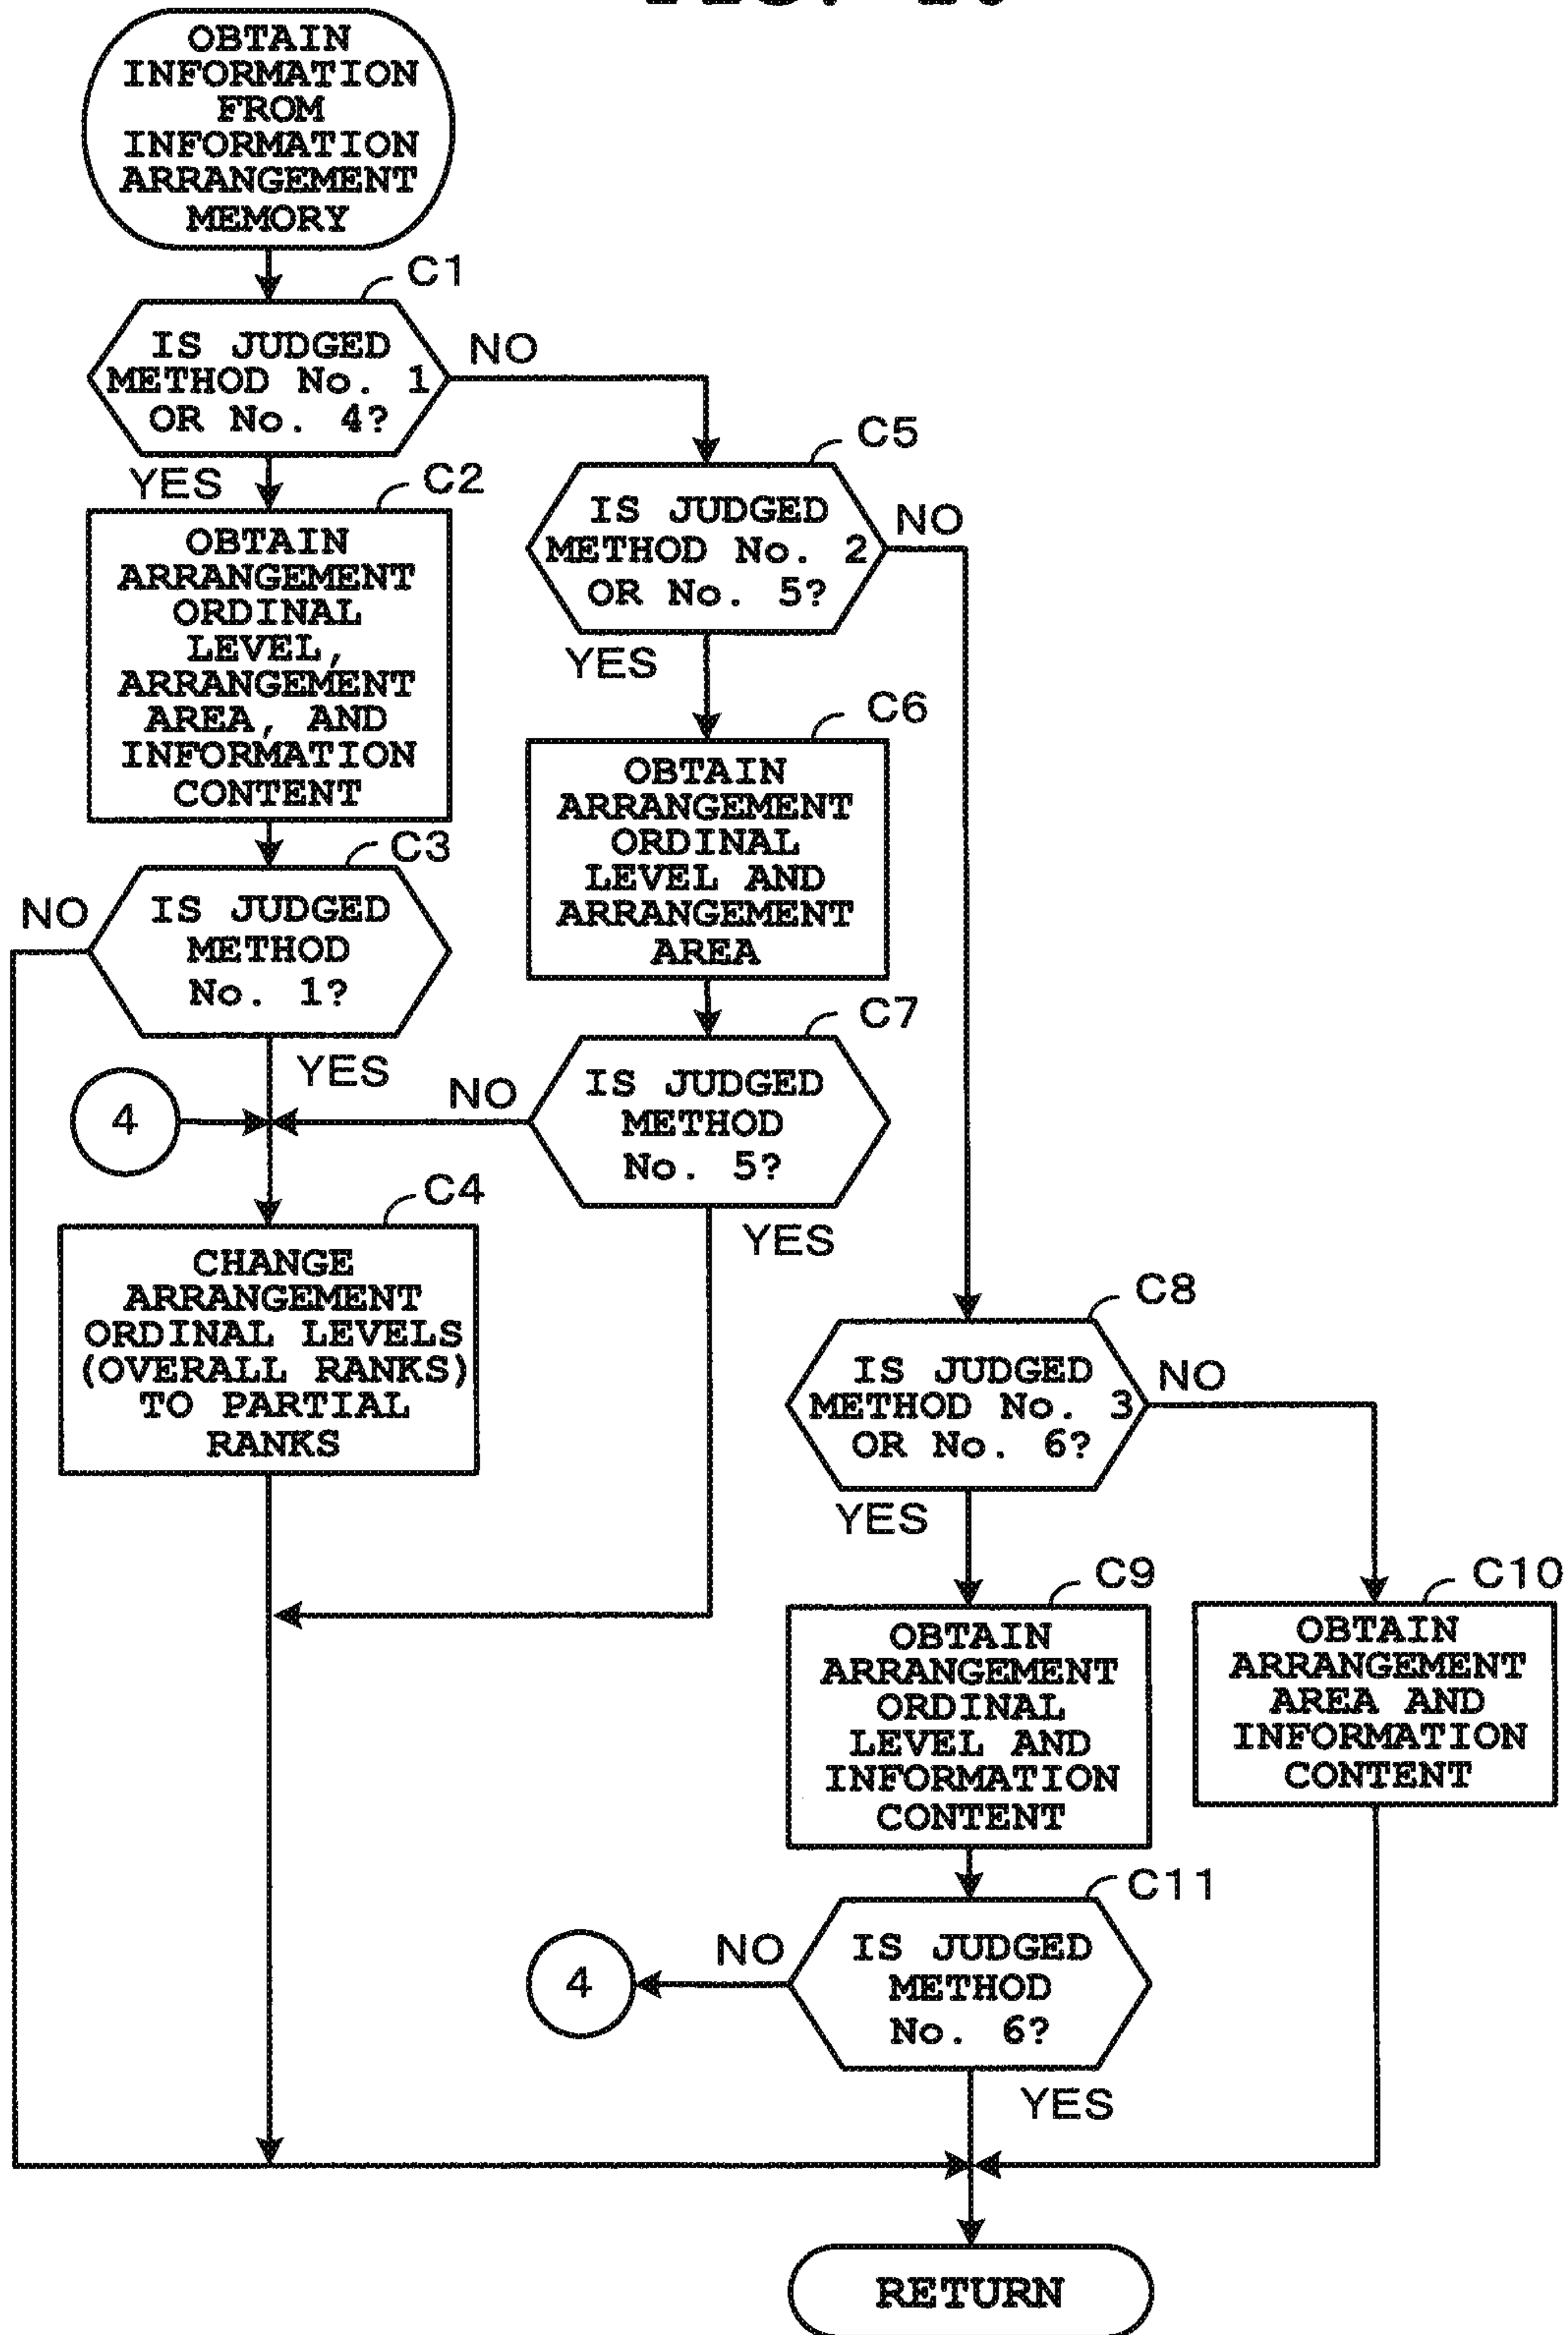 OBTAIN
INFORMATION
FROM
INFORMATION
ARRANGEMENT
MEMORY
C1
IS JUDGED
METHOD No. 1
OR No. 4?
NO
YES
C2
OBTAIN
ARRANGEMENT
ORDINAL
LEVEL,
ARRANGEMENT
AREA, AND
INFORMATION
CONTENT
C3
IS JUDGED
METHOD
No. 1?
NO
YES
4
C4
CHANGE
ARRANGEMENT
ORDINAL LEVELS
(OVERALL RANKS)
TO PARTIAL
RANKS
C5
IS JUDGED
METHOD No. 2
OR No. 5?
NO
YES
C6
OBTAIN
ARRANGEMENT
ORDINAL
LEVEL AND
ARRANGEMENT
AREA
C7
IS JUDGED
METHOD
No. 5?
NO
YES
C8
IS JUDGED
METHOD No. 3
OR No. 6?
NO
YES
C9
OBTAIN
ARRANGEMENT
ORDINAL
LEVEL AND
INFORMATION
CONTENT
C10
OBTAIN
ARRANGEMENT
AREA AND
INFORMATION
CONTENT
C11
IS JUDGED
METHOD
No. 6?
NO
4
YES
RETURN